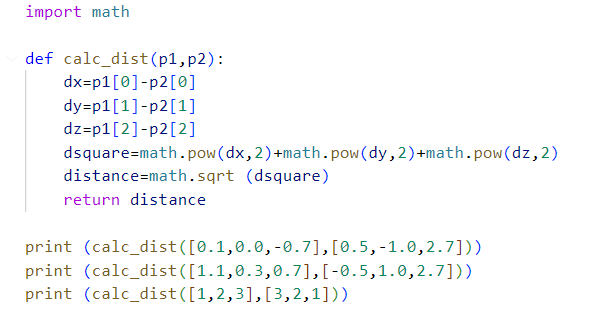 import math
def calc_dist(p1,p2):
    dx=p1[0]-p2[0]
    dy=p1[1]-p2[1]
    dz=p1[2]-p2[2]
    dsquare=math.pow(dx,2)+math.pow(dy,2)+math.pow(dz,2)
    distance=math.sqrt (dsquare)
    return distance
print (calc_dist([0.1,0.0,-0.7],[0.5,-1.0,2.7]))
print (calc_dist([1.1,0.3,0.7],[-0.5,1.0,2.7]))
print (calc_dist([1,2,3],[3,2,1]))